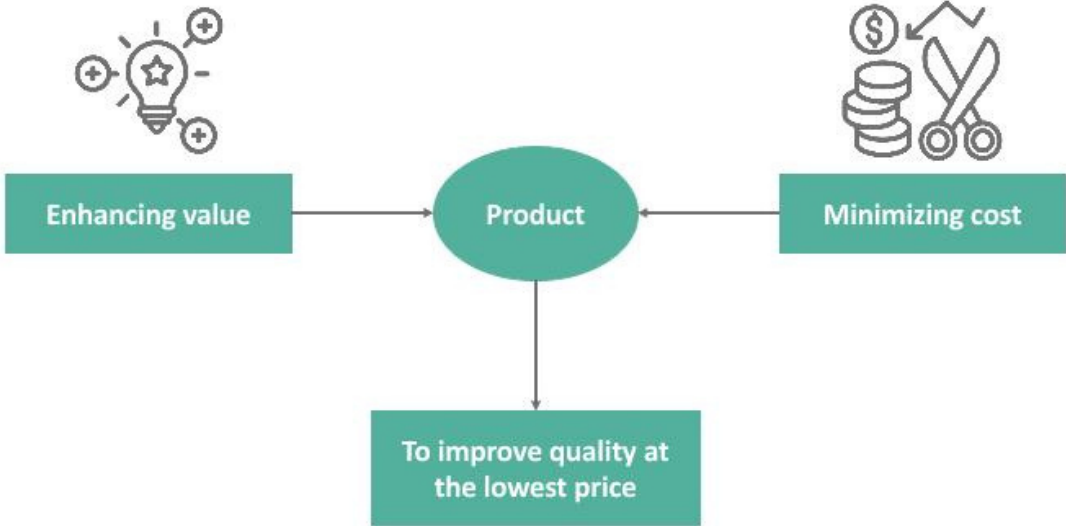 $
Enhancing value
Product
Minimizing cost
To improve quality at
the lowest price